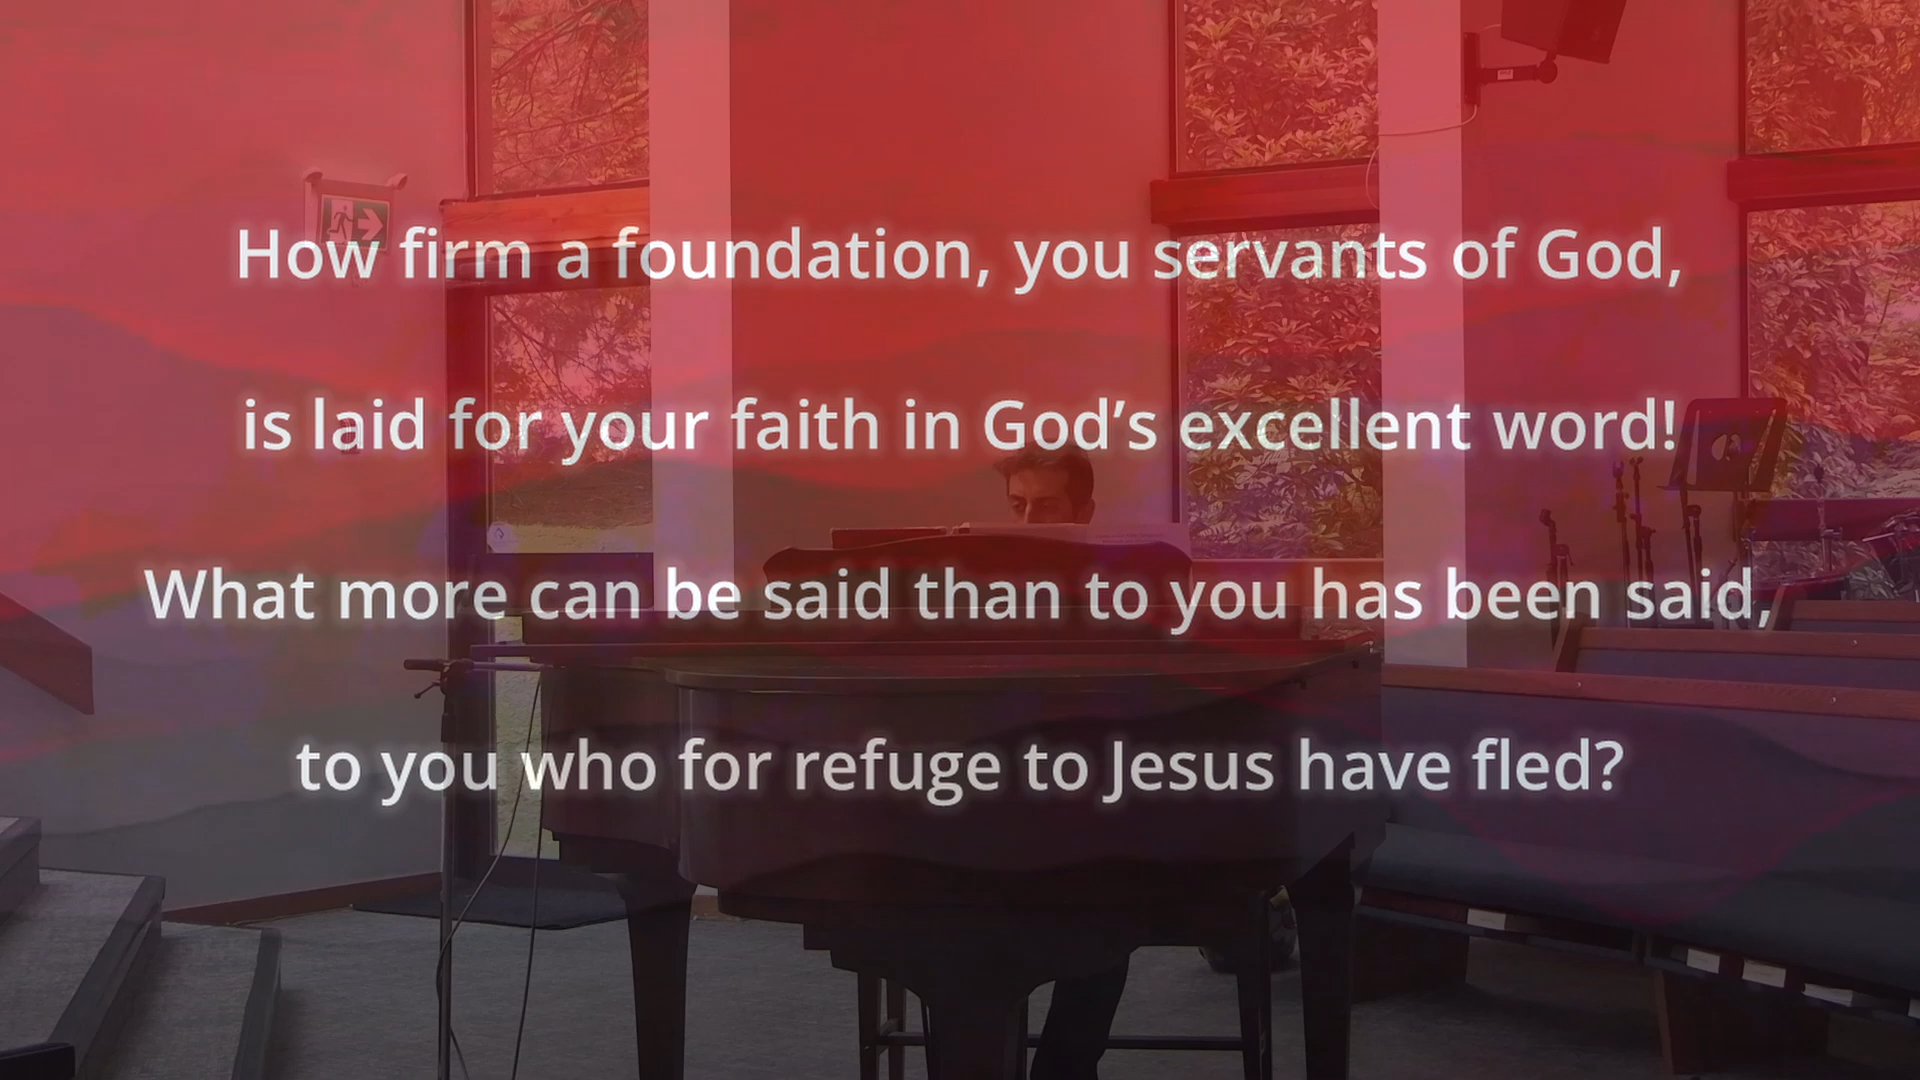 How firm a foundation, you servants of God,
is laid for your faith in God’s excellent word!
What more can be said than to you has been said,
to you who for refuge to Jesus have fled?